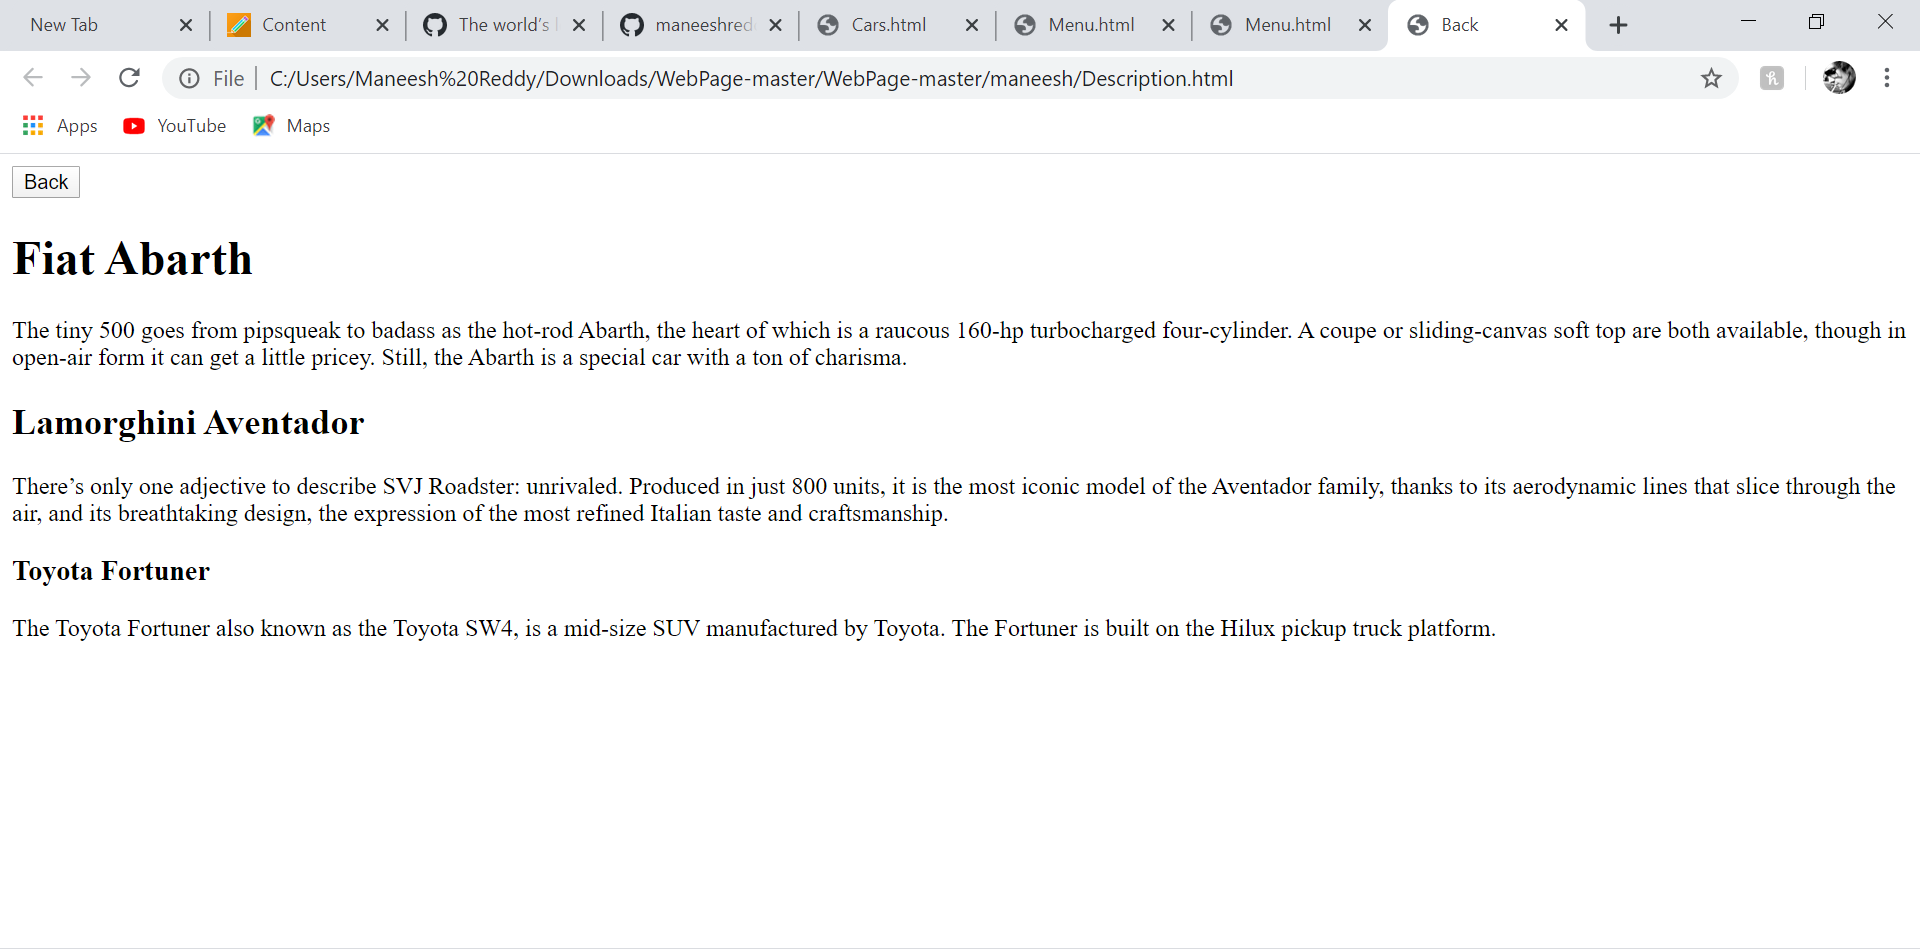 New Tab
Content
The world's
maneeshred
Cars.html
Menu.html
Menu.html
Back
File
C:/Users/Maneesh%20Reddy/Downloads/WebPage-master/WebPage-master/maneesh/Description.html
Apps
YouTube
Maps
Back
Fiat Abarth
The tiny 500 goes from pipsqueak to badass as the hot-rod Abarth, the heart of which is a raucous 160-hp turbocharged four-cylinder. A coupe or sliding-canvas soft top are both available, though in
open-air form it can get a little pricey. Still, the Abarth is a special car with a ton of charisma.
Lamorghini Aventador
There’s only one adjective to describe SVJ Roadster: unrivaled. Produced in just 800 units, it is the most iconic model of the Aventador family, thanks to its aerodynamic lines that slice through the
air, and its breathtaking design, the expression of the most refined Italian taste and craftsmanship.
Toyota Fortuner
The Toyota Fortuner also known as the Toyota SW4, is a mid-size SUV manufactured by Toyota. The Fortuner is built on the Hilux pickup truck platform.